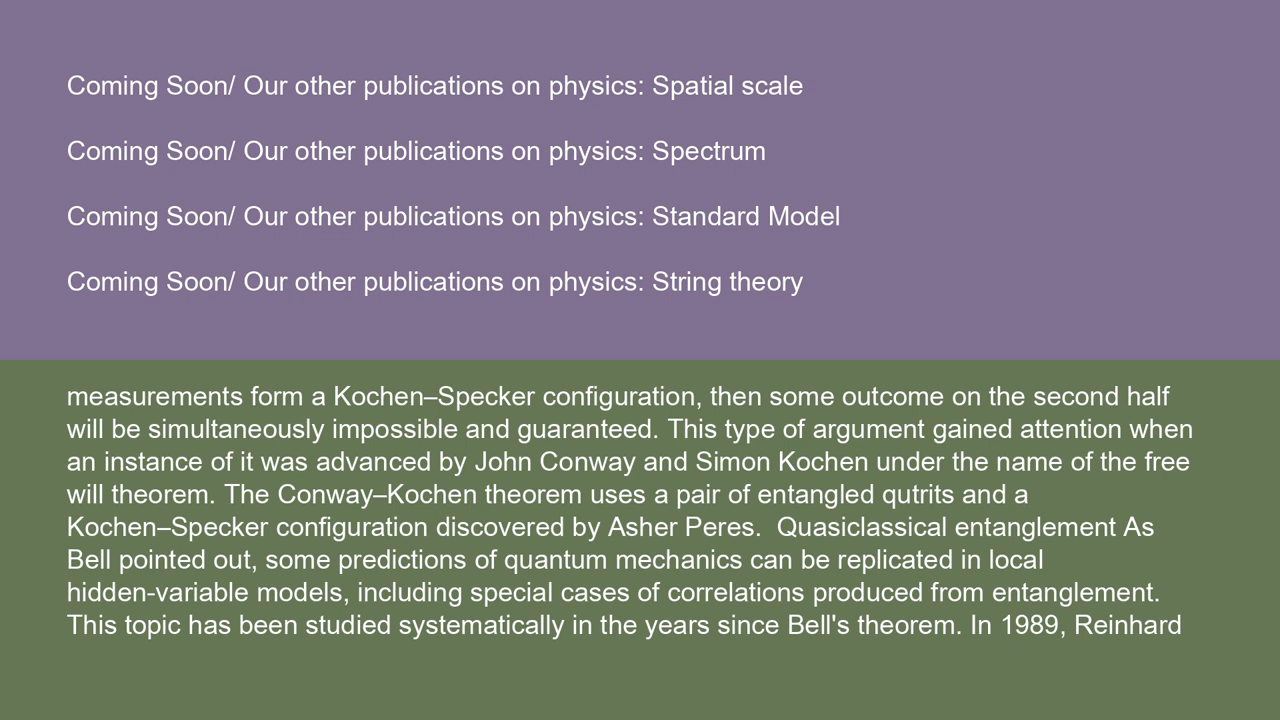 Coming Soon/ Our other publications on physics: Spatial scale
Coming Soon/ Our other publications on physics: Spectrum
Coming Soon/ Our other publications on physics: Standard Model
Coming Soon/ Our other publications on physics: String theory
measurements form a Kochen–Specker configuration, then some outcome on the second half
will be simultaneously impossible and guaranteed. This type of argument gained attention when
an instance of it was advanced by John Conway and Simon Kochen under the name of the free
will theorem. The Conway–Kochen theorem uses a pair of entangled qutrits and a
Kochen–Specker configuration discovered by Asher Peres.  Quasiclassical entanglement As
Bell pointed out, some predictions of quantum mechanics can be replicated in local
hidden-variable models, including special cases of correlations produced from entanglement.
This topic has been studied systematically in the years since Bell's theorem. In 1989, Reinhard